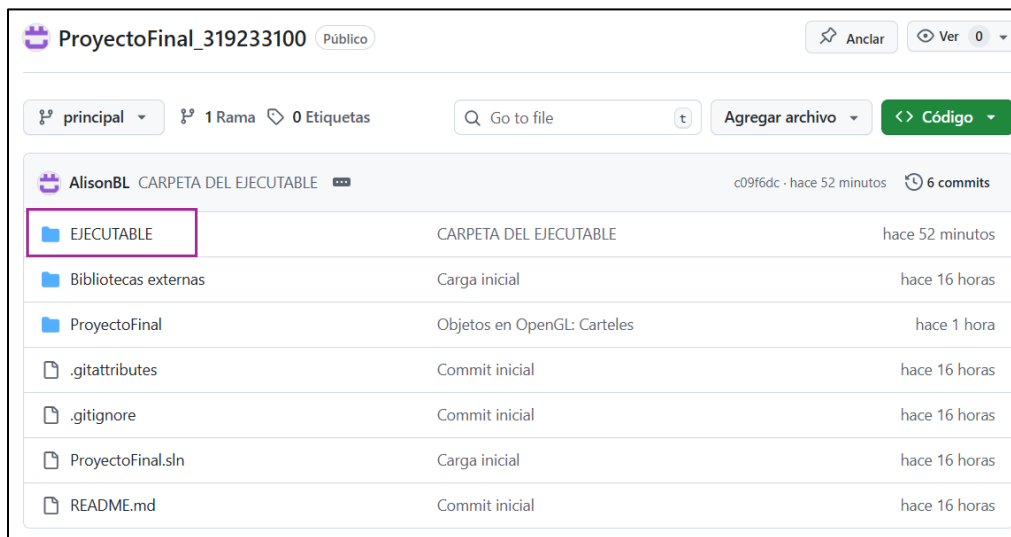 ProyectoFinal_319233100 Público Anclar Ver 0
principal 1 Rama 0 Etiquetas Go to file t Agregar archivo <> Código
AlisonBL CARPETA DEL EJECUTABLE c09f6dc · hace 52 minutos 6 commits
EJECUTABLE CARPETA DEL EJECUTABLE hace 52 minutos
Bibliotecas externas Carga inicial hace 16 horas
ProyectoFinal Objetos en OpenGL: Carteles hace 1 hora
.gitattributes Commit inicial hace 16 horas
.gitignore Commit inicial hace 16 horas
ProyectoFinal.sln Carga inicial hace 16 horas
README.md Commit inicial hace 16 horas